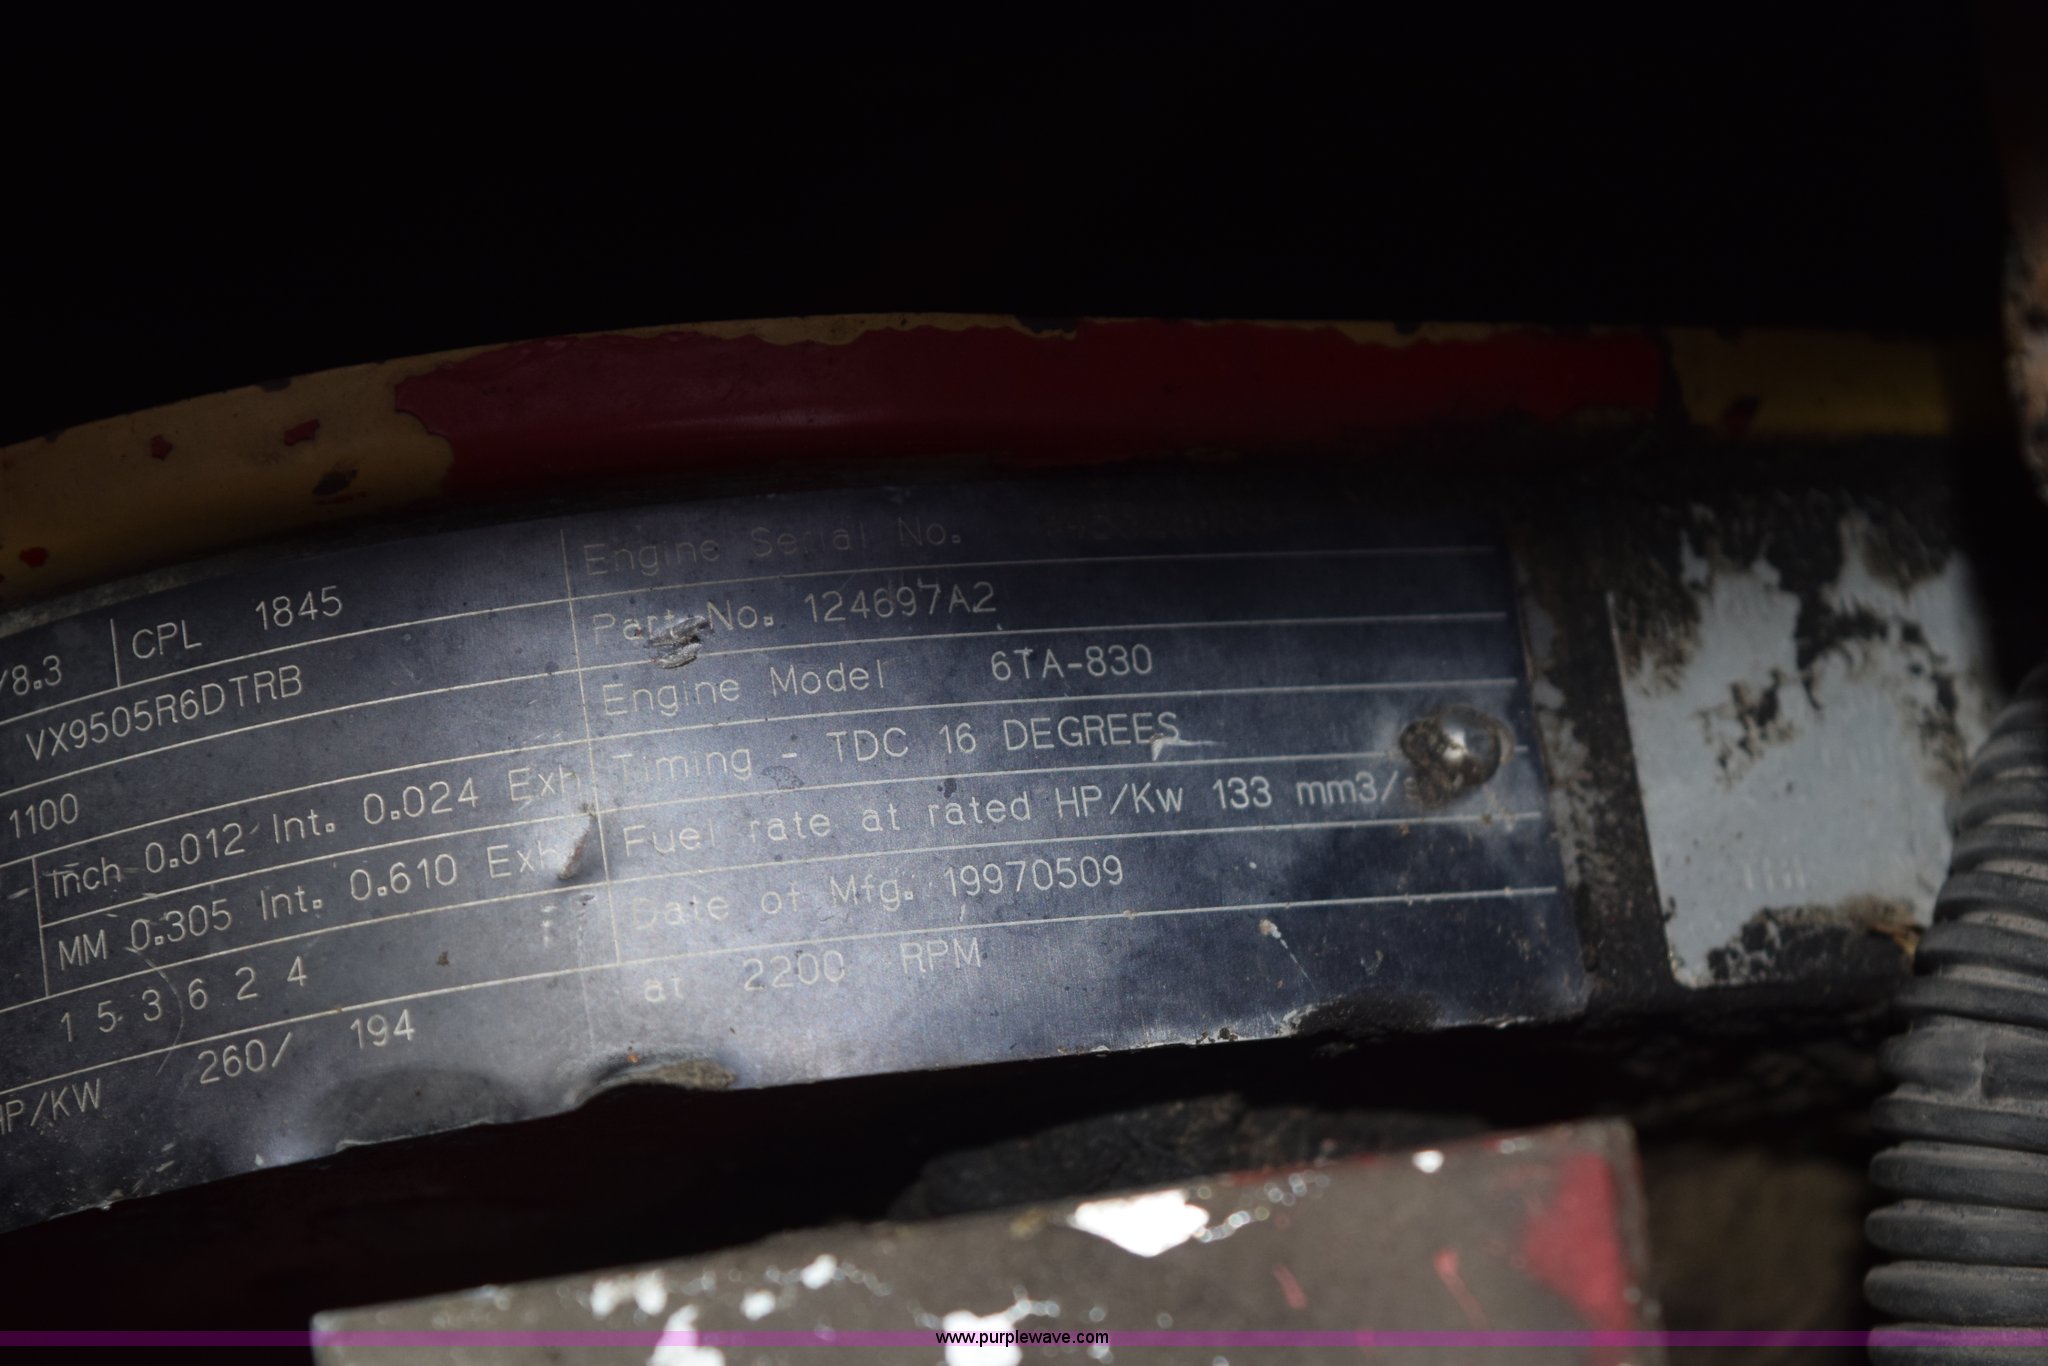 /8.3 CPL 1845
VX9505R6DTRB
1100
Inch 0.012 Int. 0.024 Exh
MM 0.305 Int. 0.610 Exh
1 5 3 6 2 4
HP/KW 260/ 194
Engine Serial No.
Part No. 124697A2
Engine Model 6TA-830
Timing - TDC 16 DEGREES
Fuel rate at rated HP/Kw 133 mm3/s
Date of Mfg. 19970509
at 2200 RPM
www.purplewave.com